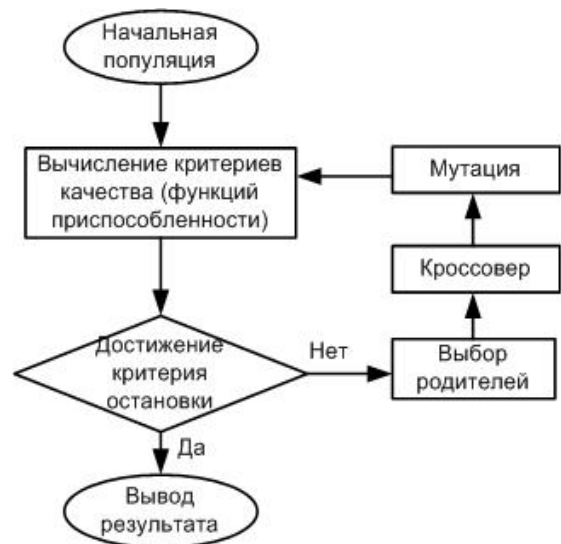 Начальная
популяция
Вычисление критериев
качества (функций
приспособленности)
Мутация
Кроссовер
Достижение
критерия
остановки
Нет
Выбор
родителей
Да
Вывод
результата